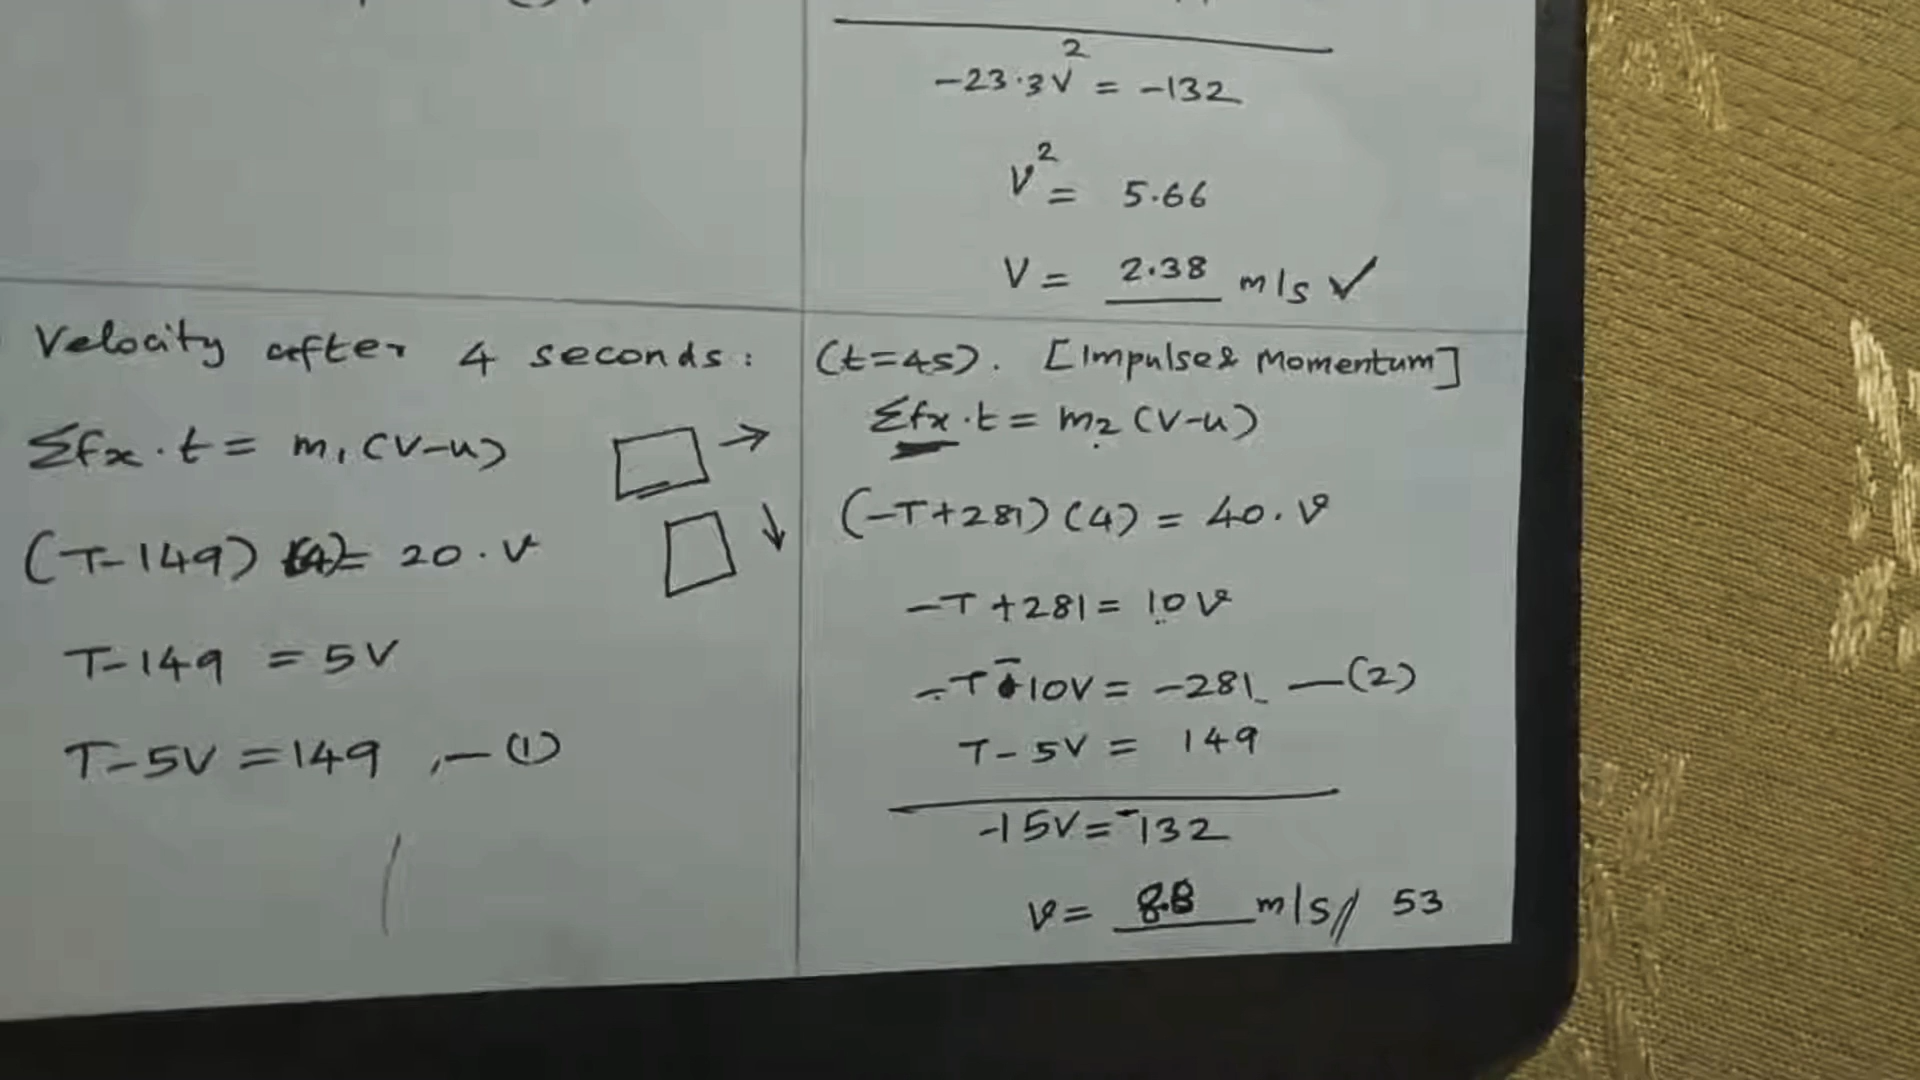 -23.3V² = -132
V² = 5.66
V = 2.38 m/s ✓
Velocity after 4 seconds: (t=4s). [Impulse & Momentum]
Σfx.t = m₁(V-u)
(T-149)(4)= 20.v
T-149 = 5V
T-5V = 149 ,—(1)
Σfx.t = m₂(V-u)
(-T+281)(4) = 40.v
-T+281 = 10v
-T-10V = -281 —(2)
T-5V = 149
-15V = -132
v = 8.8 m/s// 53